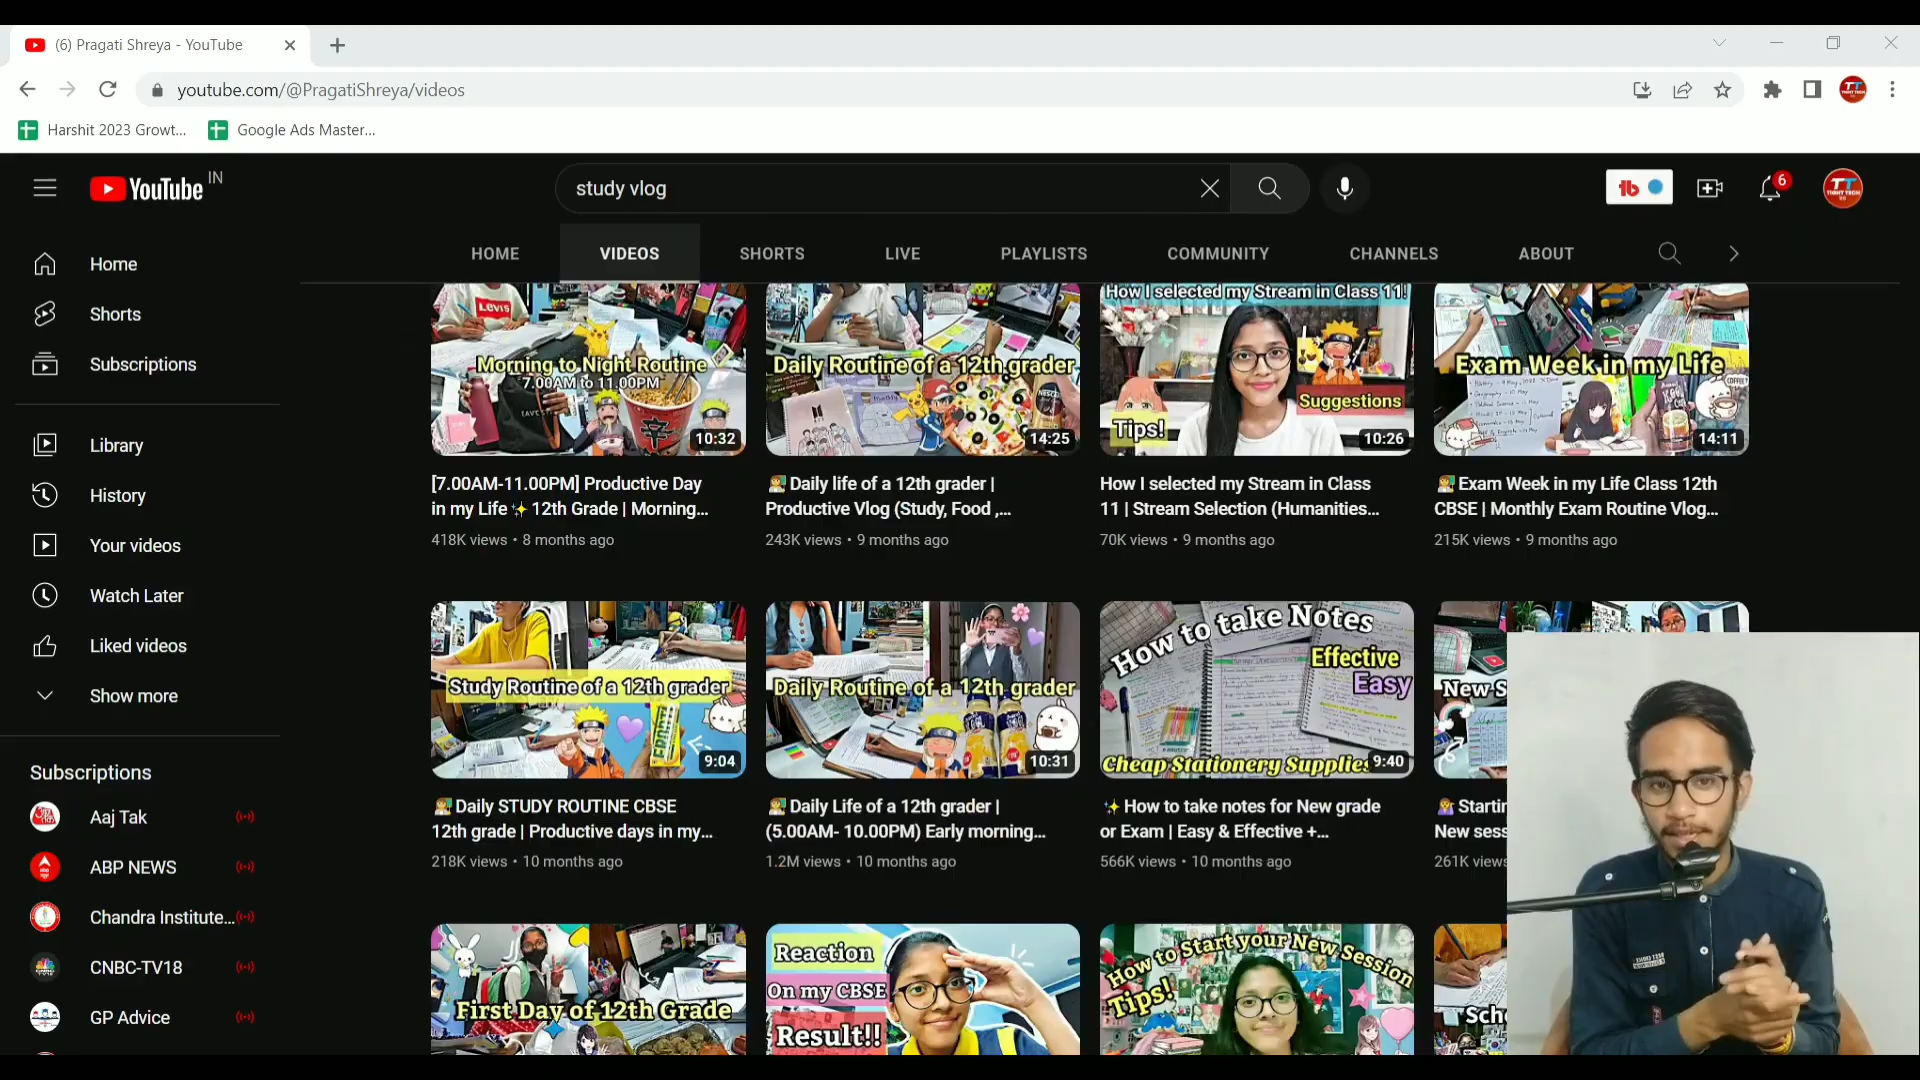 (6) Pragati Shreya - YouTube
youtube.com/@PragatiShreya/videos
Harshit 2023 Growt...
Google Ads Master...
YouTube IN
study vlog
6
HOME
VIDEOS
SHORTS
LIVE
PLAYLISTS
COMMUNITY
CHANNELS
ABOUT
Home
Shorts
Subscriptions
Library
History
Your videos
Watch Later
Liked videos
Show more
Subscriptions
Aaj Tak
ABP NEWS
Chandra Institute...
CNBC-TV18
GP Advice
LEVI'S
Morning to Night Routine
7.00AM to 11.00PM
10:32
[7.00AM-11.00PM] Productive Day
in my Life✨ 12th Grade | Morning...
418K views • 8 months ago
Daily Routine of a 12th grader
14:25
👩‍🏫Daily life of a 12th grader |
Productive Vlog (Study, Food ,...
243K views • 9 months ago
How I selected my Stream in Class 11!
Suggestions
Tips!
10:26
How I selected my Stream in Class
11 | Stream Selection (Humanities...
70K views • 9 months ago
Exam Week in my Life
14:11
👩‍🏫Exam Week in my Life Class 12th
CBSE | Monthly Exam Routine Vlog...
215K views • 9 months ago
Study Routine of a 12th grader
9:04
👩‍🏫Daily STUDY ROUTINE CBSE
12th grade | Productive days in my...
218K views • 10 months ago
Daily Routine of a 12th grader
10:31
👩‍🏫Daily Life of a 12th grader |
(5.00AM- 10.00PM) Early morning...
1.2M views • 10 months ago
How to take Notes
Effective
Easy
Cheap Stationery Supplies
9:40
✨How to take notes for New grade
or Exam | Easy & Effective +...
566K views • 10 months ago
New S
Startin
New sess
261K views
First Day of 12th Grade
Reaction
On my CBSE
Result!!
How to Start your New Session
Tips!
Sch